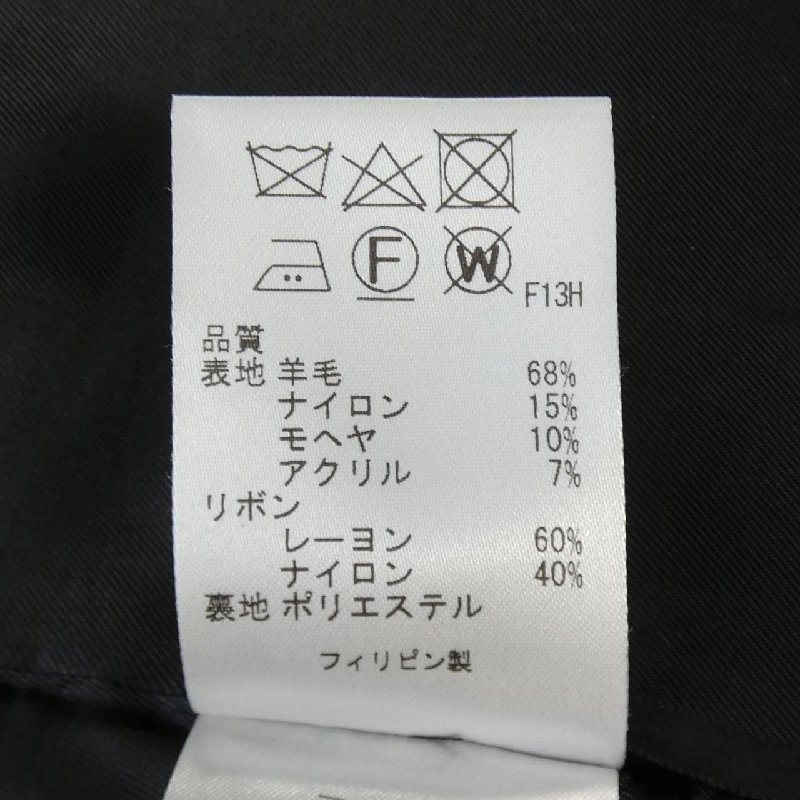 F W F13H
品質
表地 羊毛 68%
ナイロン 15%
モヘヤ 10%
アクリル 7%
リボン
レーヨン 60%
ナイロン 40%
裏地 ポリエステル
フィリピン製